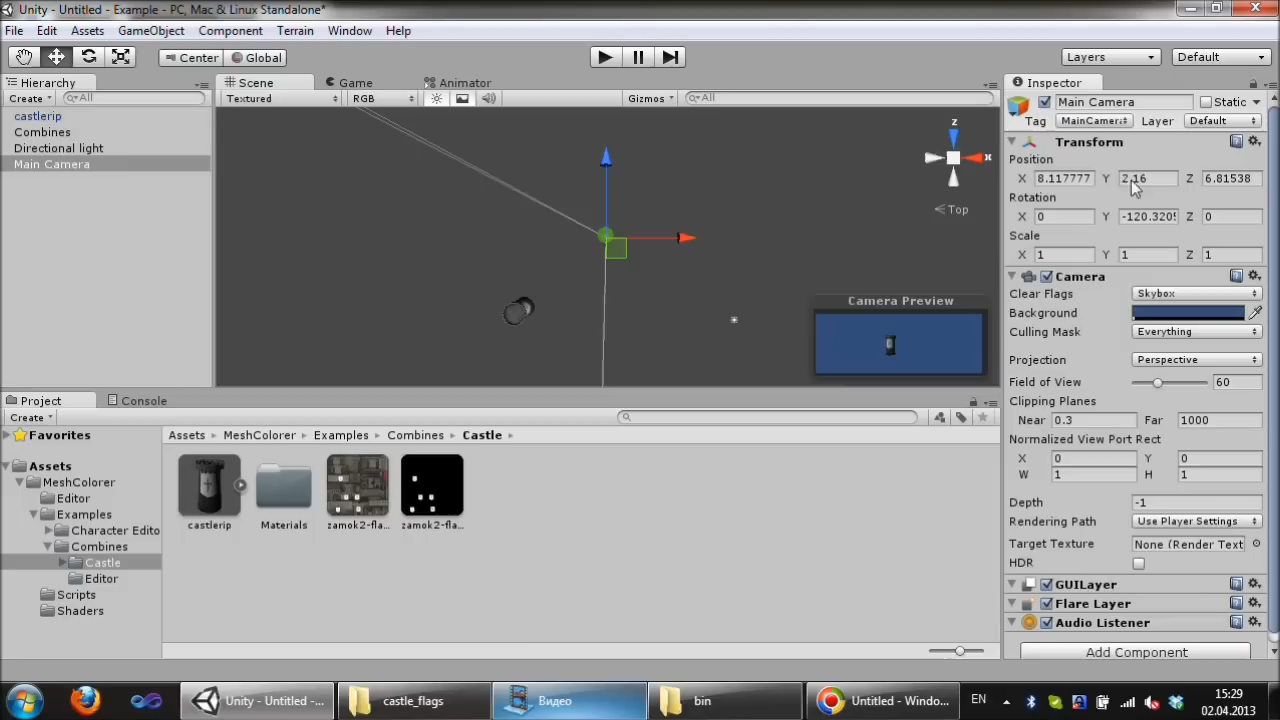 Unity - Untitled - Example - PC, Mac & Linux Standalone*
File Edit Assets GameObject Component Terrain Window Help
Center Global Layers Default
Hierarchy
Create All
castlerip
Combines
Directional light
Main Camera
Scene Game Animator
Textured RGB Gizmos All
z
x
Top
Camera Preview
Inspector
Main Camera Static
Tag MainCamera Layer Default
Transform
Position
X 8.117777 Y 2.16 Z 6.81538
Rotation
X 0 Y -120.3205 Z 0
Scale
X 1 Y 1 Z 1
Camera
Clear Flags Skybox
Background
Culling Mask Everything
Projection Perspective
Field of View 60
Clipping Planes
Near 0.3 Far 1000
Normalized View Port Rect
X 0 Y 0
W 1 H 1
Depth -1
Rendering Path Use Player Settings
Target Texture None (Render Text
HDR
GUILayer
Flare Layer
Audio Listener
Add Component
Project Console
Create
Favorites
Assets
MeshColorer
Editor
Examples
Character Edito
Combines
Castle
Editor
Scripts
Shaders
Assets MeshColorer Examples Combines Castle
castlerip Materials zamok2-fla... zamok2-fla...
Unity - Untitled -... castle_flags Видео bin Untitled - Windo... EN 15:29
02.04.2013